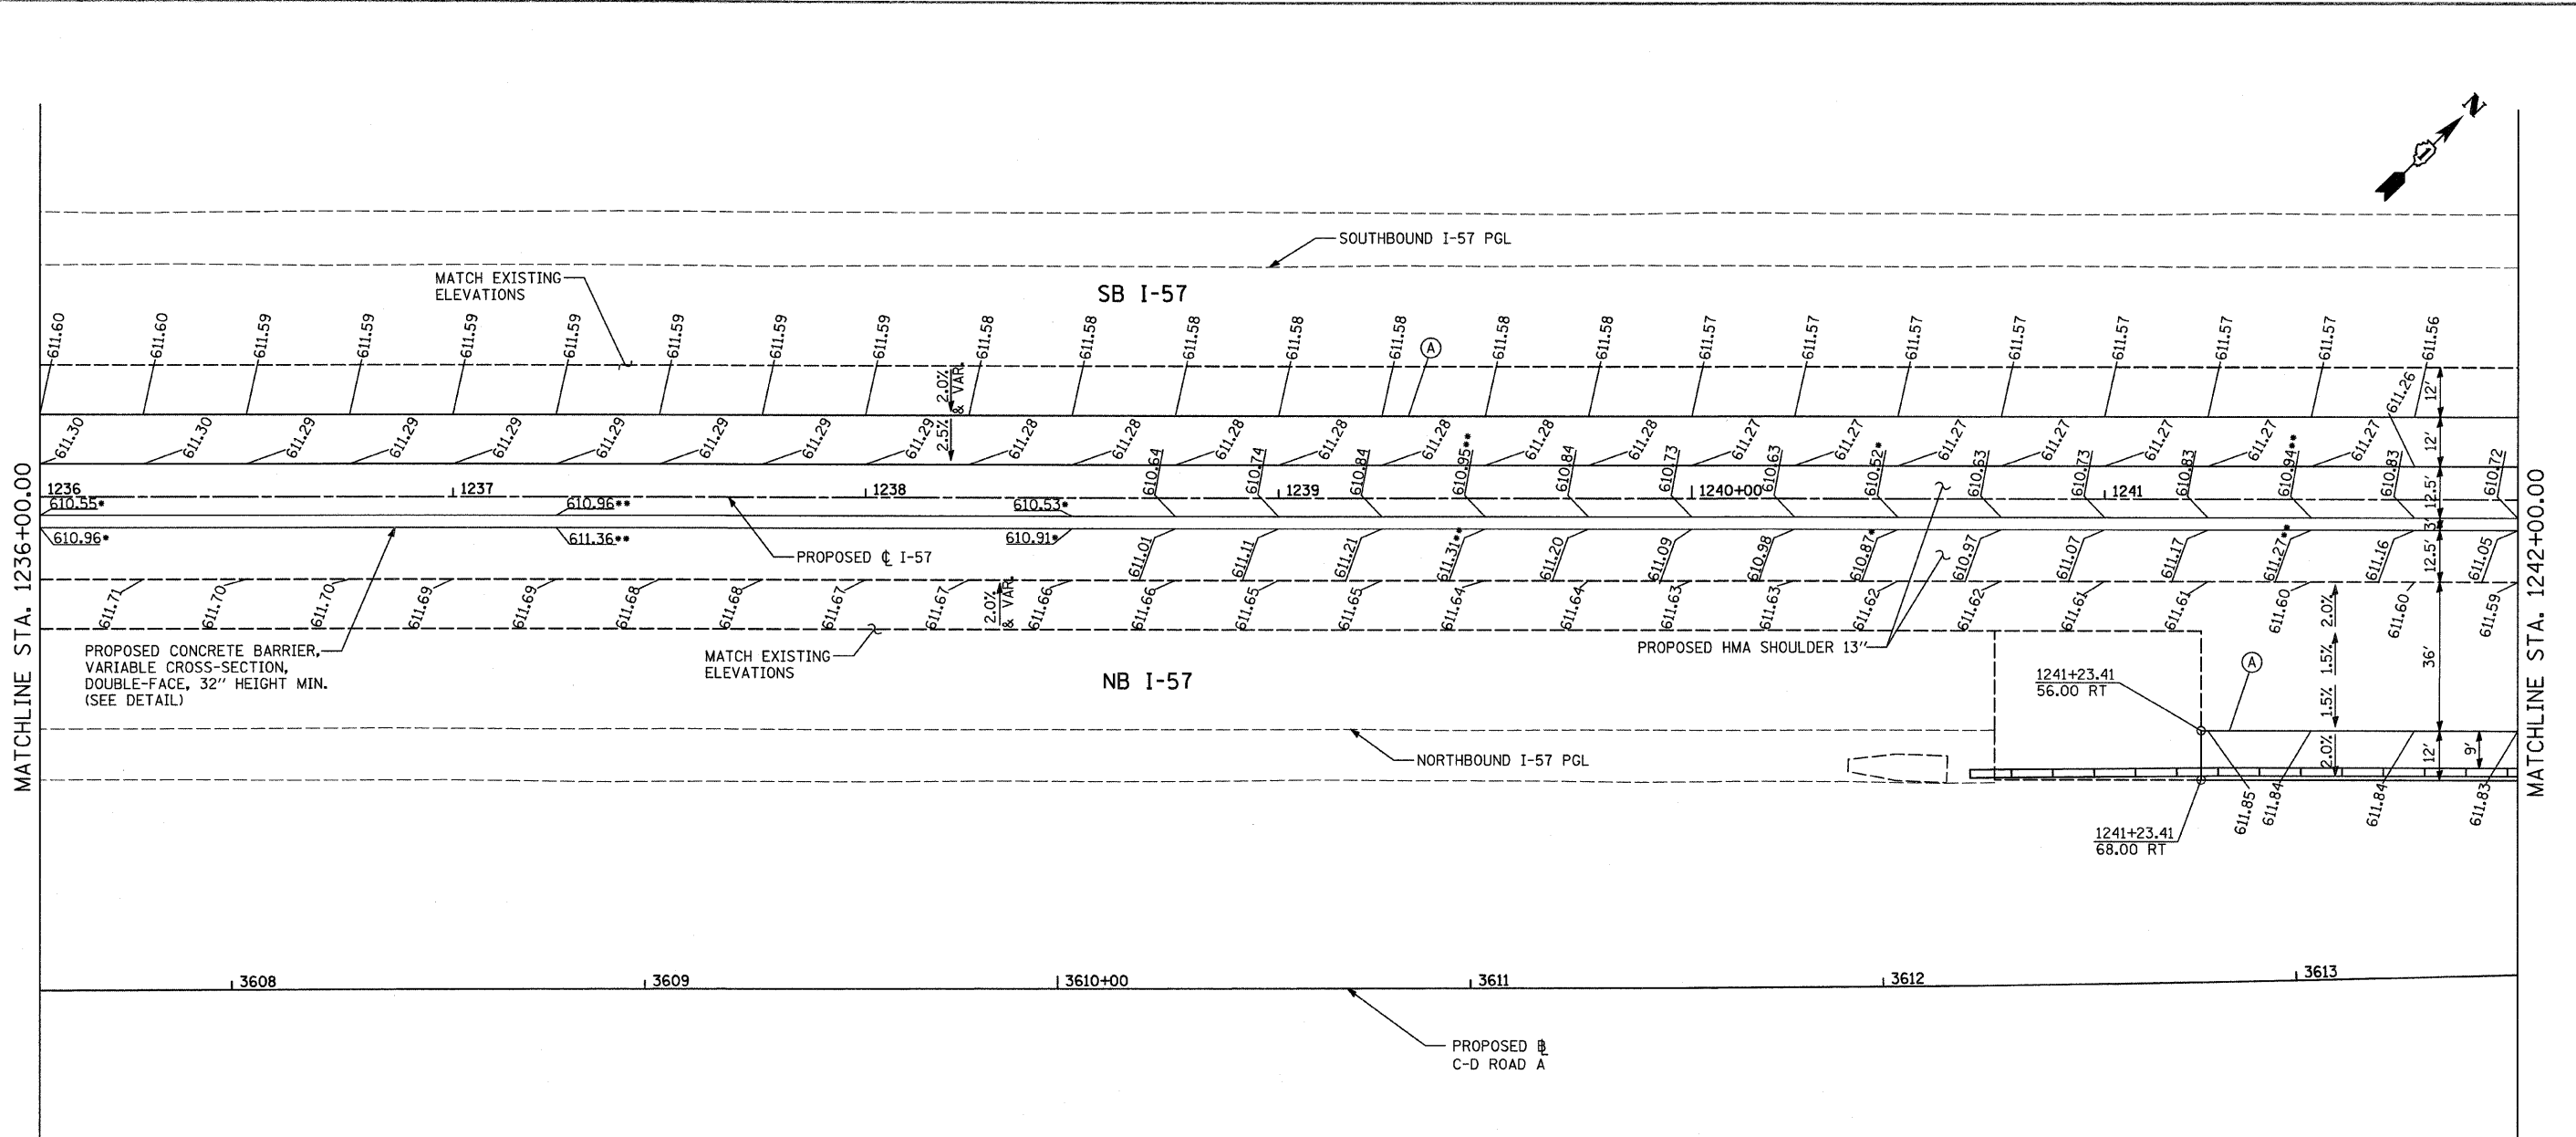 N
1
SOUTHBOUND I-57 PGL
MATCH EXISTING
ELEVATIONS
SB I-57
611.60 611.60 611.59 611.59 611.59 611.59 611.59 611.59 611.59 611.58 611.58 611.58 611.58 611.58 611.58 611.58 611.57 611.57 611.57 611.57 611.57 611.57 611.57 611.56
A
2.0%
& VAR.
2.5%
611.26
12'
611.30 611.30 611.29 611.29 611.29 611.29 611.29 611.29 611.29 611.28 611.28 611.28 611.28 611.28 611.28 611.28 611.27 611.27 611.27 611.27 611.27 611.27 611.27
12'
610.64 610.74 610.84 610.95** 610.84 610.73 610.63 610.52* 610.63 610.73 610.83 610.94** 610.83 610.72
1236 1237 1238 1239 1240+00 1241
12.5'
610.55* 610.96** 610.53*
3'
610.96* 611.36** 610.91*
611.01 611.11 611.21 611.31** 611.20 611.09 610.98 610.87* 610.97 611.07 611.17 611.27** 611.16 611.05
12.5'
PROPOSED ℄ I-57
611.71 611.70 611.70 611.69 611.69 611.68 611.68 611.67 611.67 611.66 611.66 611.65 611.65 611.64 611.64 611.63 611.63 611.62 611.62 611.61 611.61 611.60 611.60 611.59
2.0%
& VAR.
2.0%
1.5%
1.5%
2.0%
36'
12'
9'
PROPOSED CONCRETE BARRIER,
VARIABLE CROSS-SECTION,
DOUBLE-FACE, 32" HEIGHT MIN.
(SEE DETAIL)
MATCH EXISTING
ELEVATIONS
PROPOSED HMA SHOULDER 13"
NB I-57
A
1241+23.41
56.00 RT
NORTHBOUND I-57 PGL
611.85 611.84 611.84 611.83
1241+23.41
68.00 RT
3608 3609 3610+00 3611 3612 3613
PROPOSED B̲L
C-D ROAD A
MATCHLINE STA. 1236+00.00
MATCHLINE STA. 1242+00.00